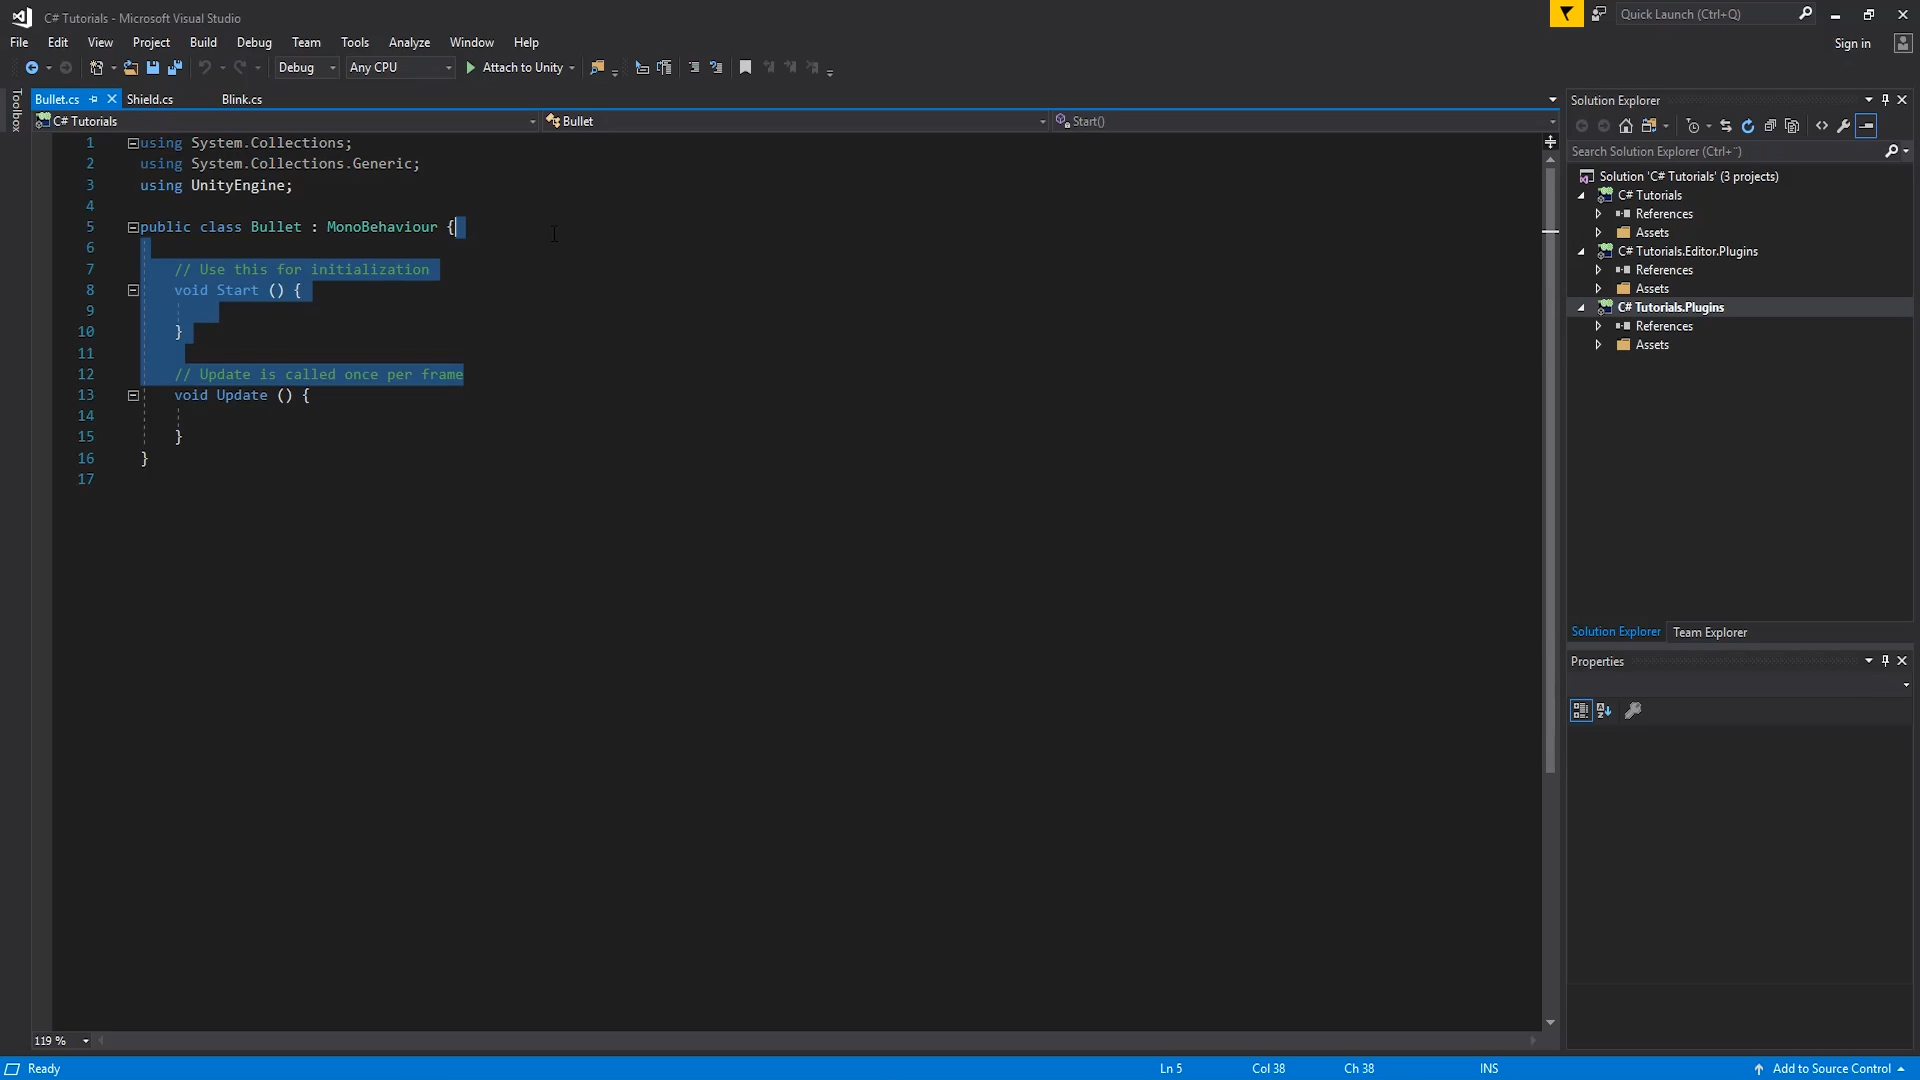 C# Tutorials - Microsoft Visual Studio
Quick Launch (Ctrl+Q)
File Edit View Project Build Debug Team Tools Analyze Window Help
Sign in
Debug Any CPU Attach to Unity
Toolbox
Bullet.cs Shield.cs Blink.cs
C# Tutorials Bullet Start()
1 using System.Collections;
2 using System.Collections.Generic;
3 using UnityEngine;
4
5 public class Bullet : MonoBehaviour {
6
7 // Use this for initialization
8 void Start () {
9
10 }
11
12 // Update is called once per frame
13 void Update () {
14
15 }
16 }
17
119 %
Solution Explorer
Search Solution Explorer (Ctrl+¨)
Solution 'C# Tutorials' (3 projects)
C# Tutorials
References
Assets
C# Tutorials.Editor.Plugins
References
Assets
C# Tutorials.Plugins
References
Assets
Solution Explorer Team Explorer
Properties
Ready Ln 5 Col 38 Ch 38 INS Add to Source Control